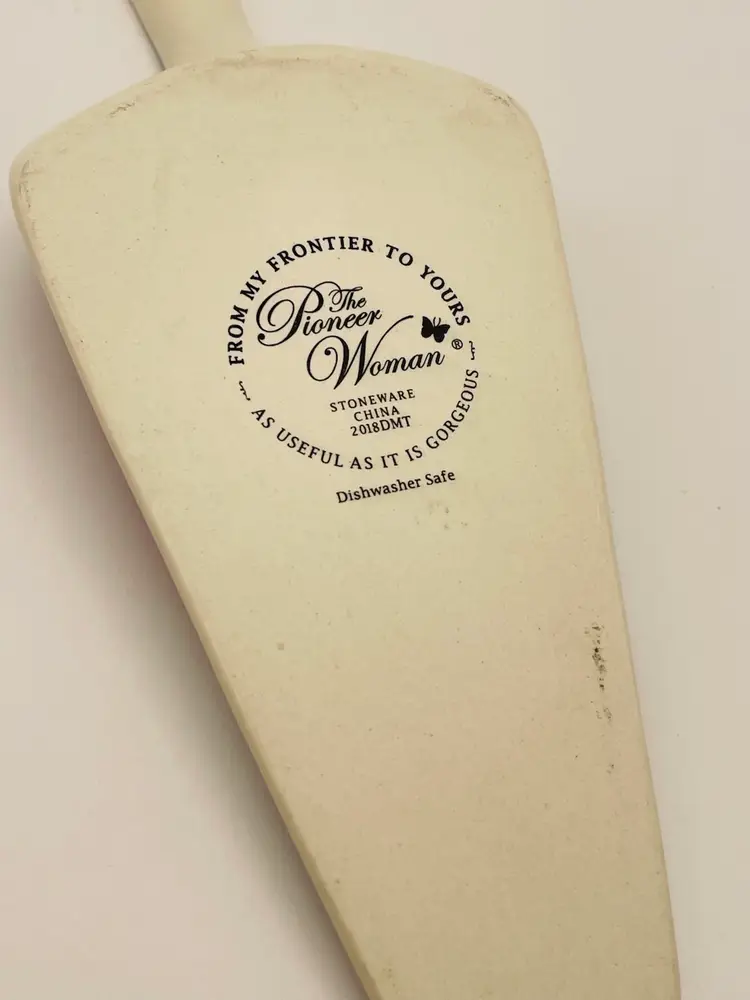 FROM MY FRONTIER TO YOURS
The
Pioneer
Woman®
STONEWARE
CHINA
2018DMT
AS USEFUL AS IT IS GORGEOUS
Dishwasher Safe